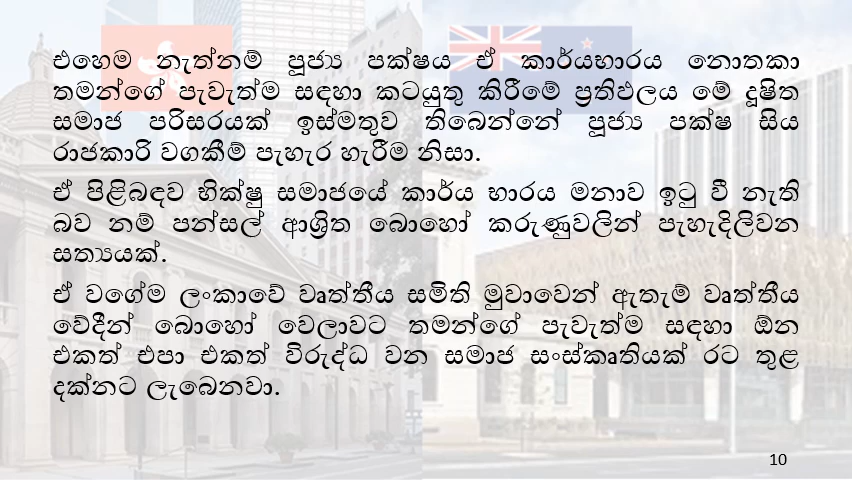 එහෙම නැත්නම් පූජ්‍ය පක්ෂය ඒ කාර්යභාරය නොතකා
තමන්ගේ පැවැත්ම සඳහා කටයුතු කිරීමේ ප්‍රතිඵලය මේ දූෂිත
සමාජ පරිසරයක් ඉස්මතුව තිබෙන්නේ පූජ්‍ය පක්ෂ සිය
රාජකාරි වගකීම් පැහැර හැරීම නිසා.
ඒ පිළිබඳව භික්ෂු සමාජයේ කාර්ය භාරය මනාව ඉටු වී නැති
බව නම් පන්සල් ආශ්‍රිත බොහෝ කරුණුවලින් පැහැදිලිවන
සත්‍යයක්.
ඒ වගේම ලංකාවේ වෘත්තීය සමිති මුවාවෙන් ඇතැම් වෘත්තීය
වේදීන් බොහෝ වෙලාවට තමන්ගේ පැවැත්ම සඳහා ඕන
එකත් එපා එකත් විරුද්ධ වන සමාජ සංස්කෘතියක් රට තුළ
දක්නට ලැබෙනවා.
10